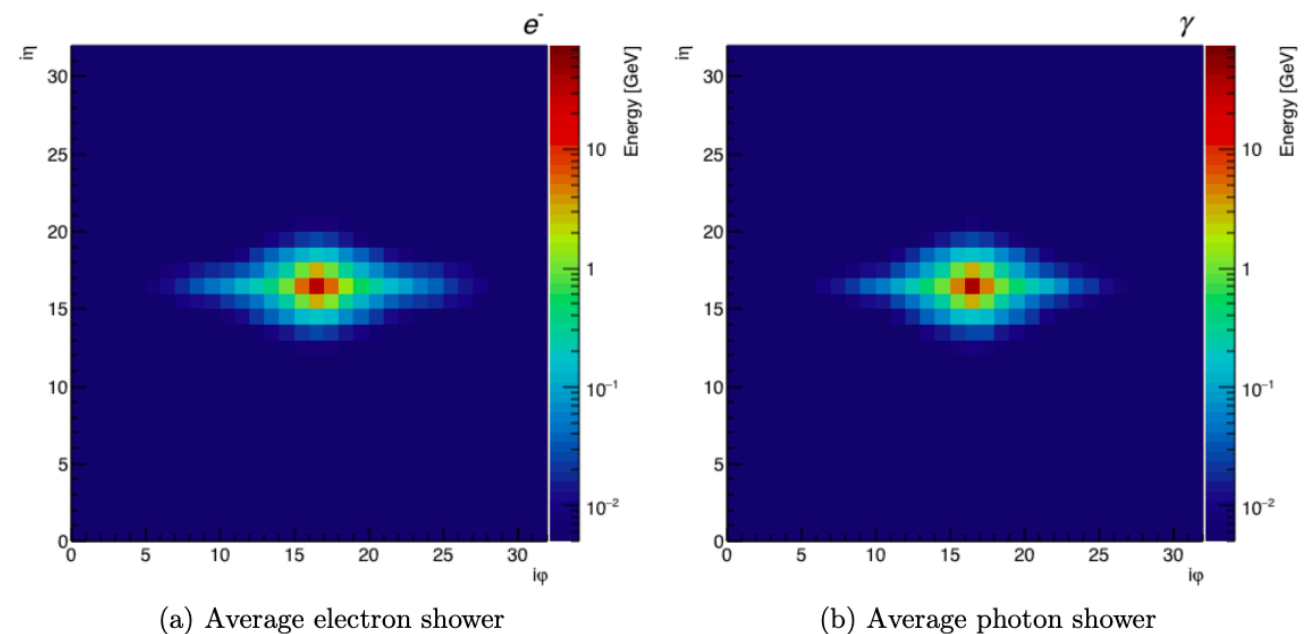 e⁻
γ
iη
30
25
20
15
10
5
0
0 5 10 15 20 25 30
iφ
Energy [GeV]
10
1
10⁻¹
10⁻²
iη
30
25
20
15
10
5
0
0 5 10 15 20 25 30
iφ
Energy [GeV]
10
1
10⁻¹
10⁻²
(a) Average electron shower
(b) Average photon shower